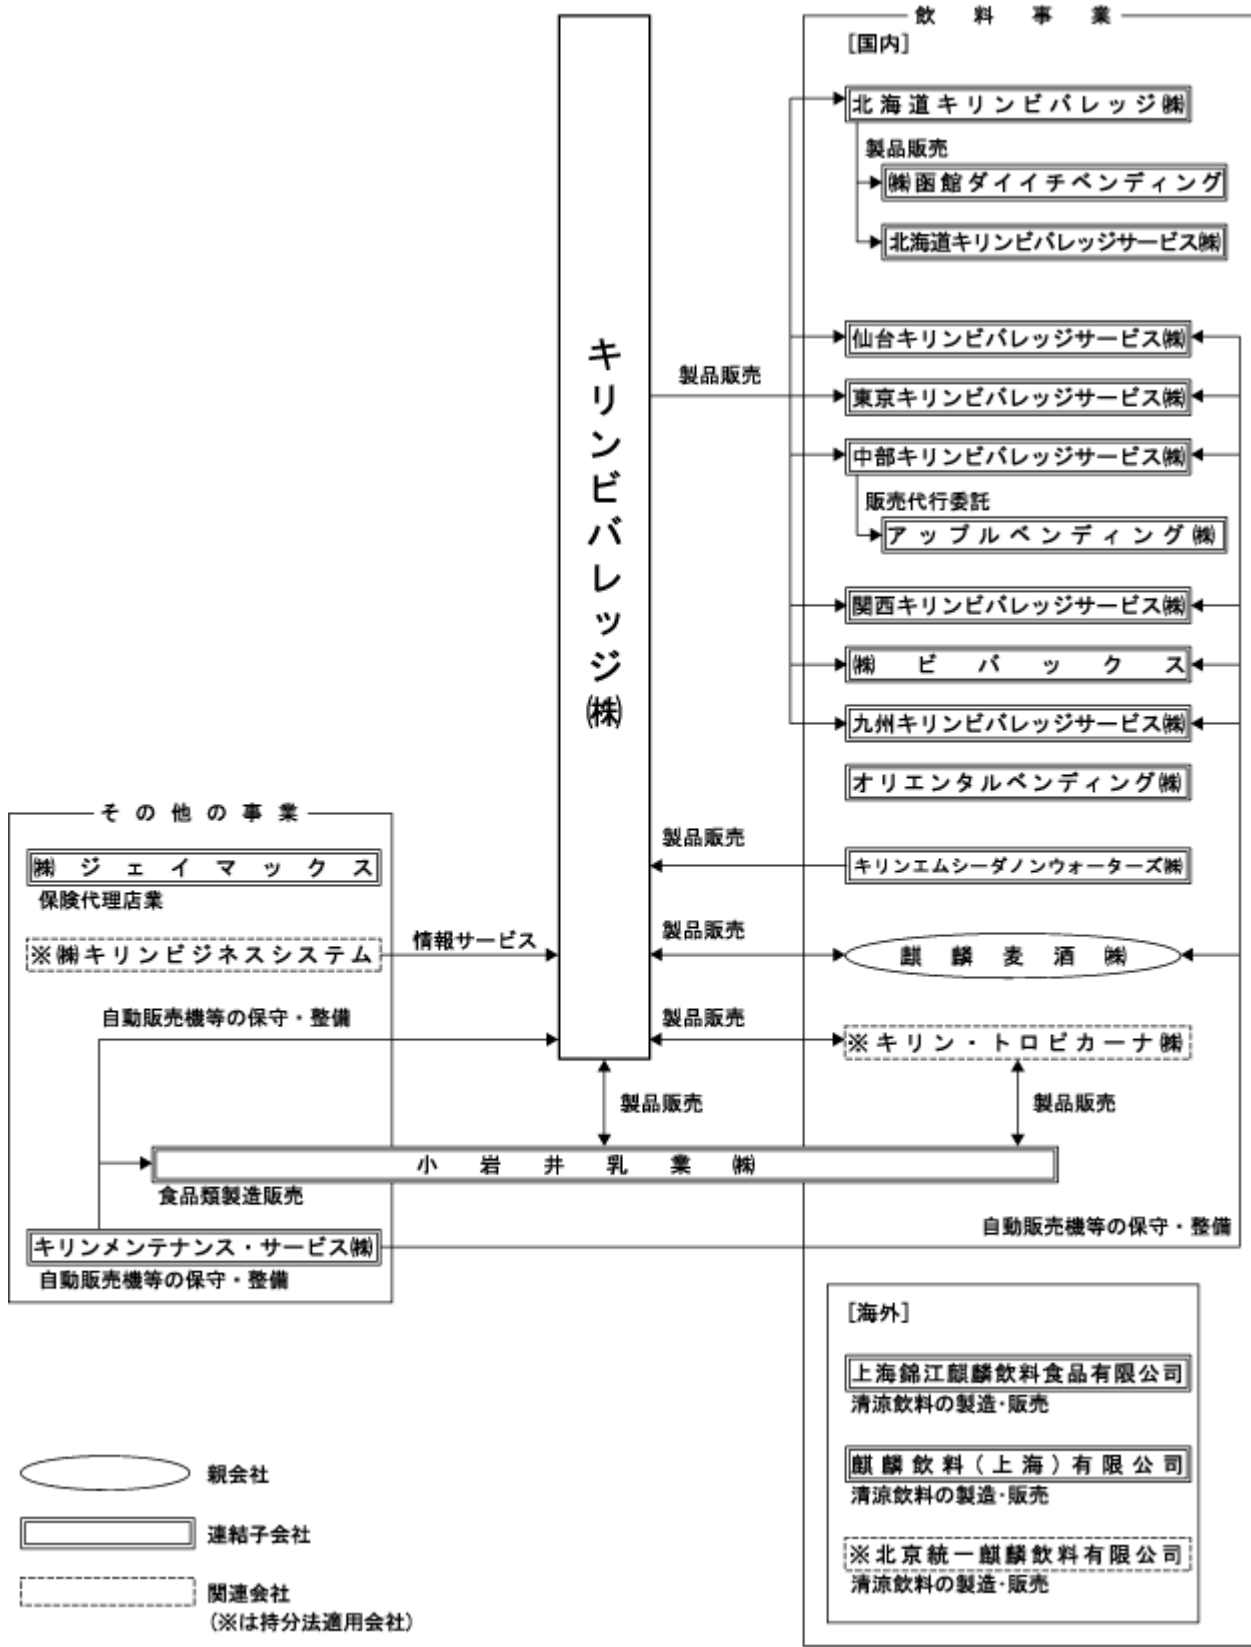 飲料事業
[国内]
北海道キリンビバレッジ㈱
製品販売
㈱函館ダイイチベンディング
北海道キリンビバレッジサービス㈱
仙台キリンビバレッジサービス㈱
キリンビバレッジ㈱
製品販売
東京キリンビバレッジサービス㈱
中部キリンビバレッジサービス㈱
販売代行委託
アップルベンディング㈱
関西キリンビバレッジサービス㈱
㈱ビバックス
九州キリンビバレッジサービス㈱
オリエンタルベンディング㈱
その他の事業
製品販売
㈱ジェイマックス
キリンエムシーダノンウォーターズ㈱
保険代理店業
情報サービス
製品販売
※㈱キリンビジネスシステム
麒麟麦酒㈱
自動販売機等の保守・整備
製品販売
※キリン・トロピカーナ㈱
製品販売
製品販売
小岩井乳業㈱
食品類製造販売
自動販売機等の保守・整備
キリンメンテナンス・サービス㈱
自動販売機等の保守・整備
[海外]
上海錦江麒麟飲料食品有限公司
清涼飲料の製造・販売
麒麟飲料(上海)有限公司
清涼飲料の製造・販売
※北京統一麒麟飲料有限公司
清涼飲料の製造・販売
親会社
連結子会社
関連会社
(※は持分法適用会社)